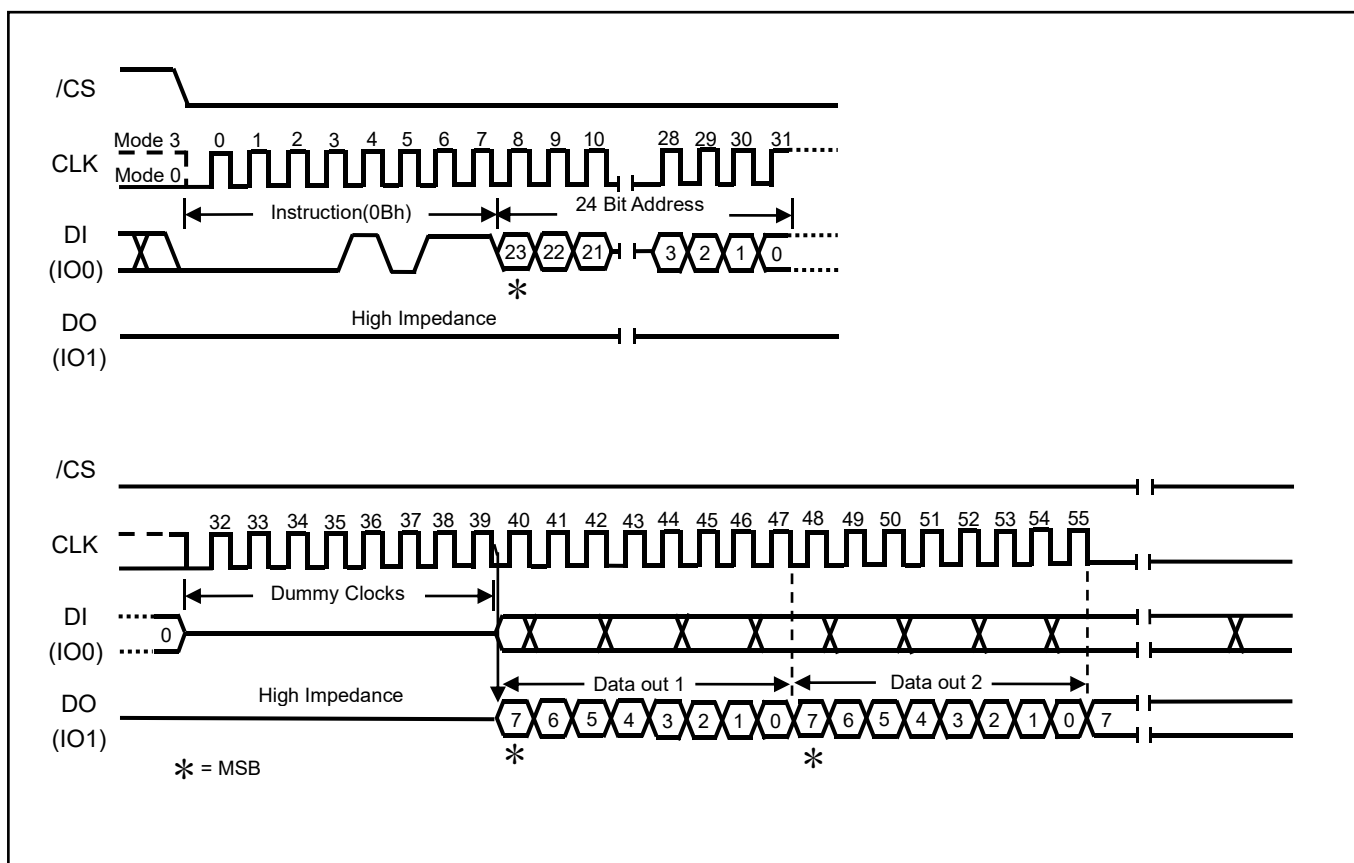 /CS
Mode 3 0 1 2 3 4 5 6 7 8 9 10 28 29 30 31
CLK
Mode 0
Instruction(0Bh) 24 Bit Address
DI
(IO0)
23 22 21 3 2 1 0
*
High Impedance
DO
(IO1)
/CS
32 33 34 35 36 37 38 39 40 41 42 43 44 45 46 47 48 49 50 51 52 53 54 55
CLK
Dummy Clocks
DI
(IO0)
0
High Impedance Data out 1 Data out 2
DO
(IO1)
7 6 5 4 3 2 1 0 7 6 5 4 3 2 1 0 7
* *
* = MSB